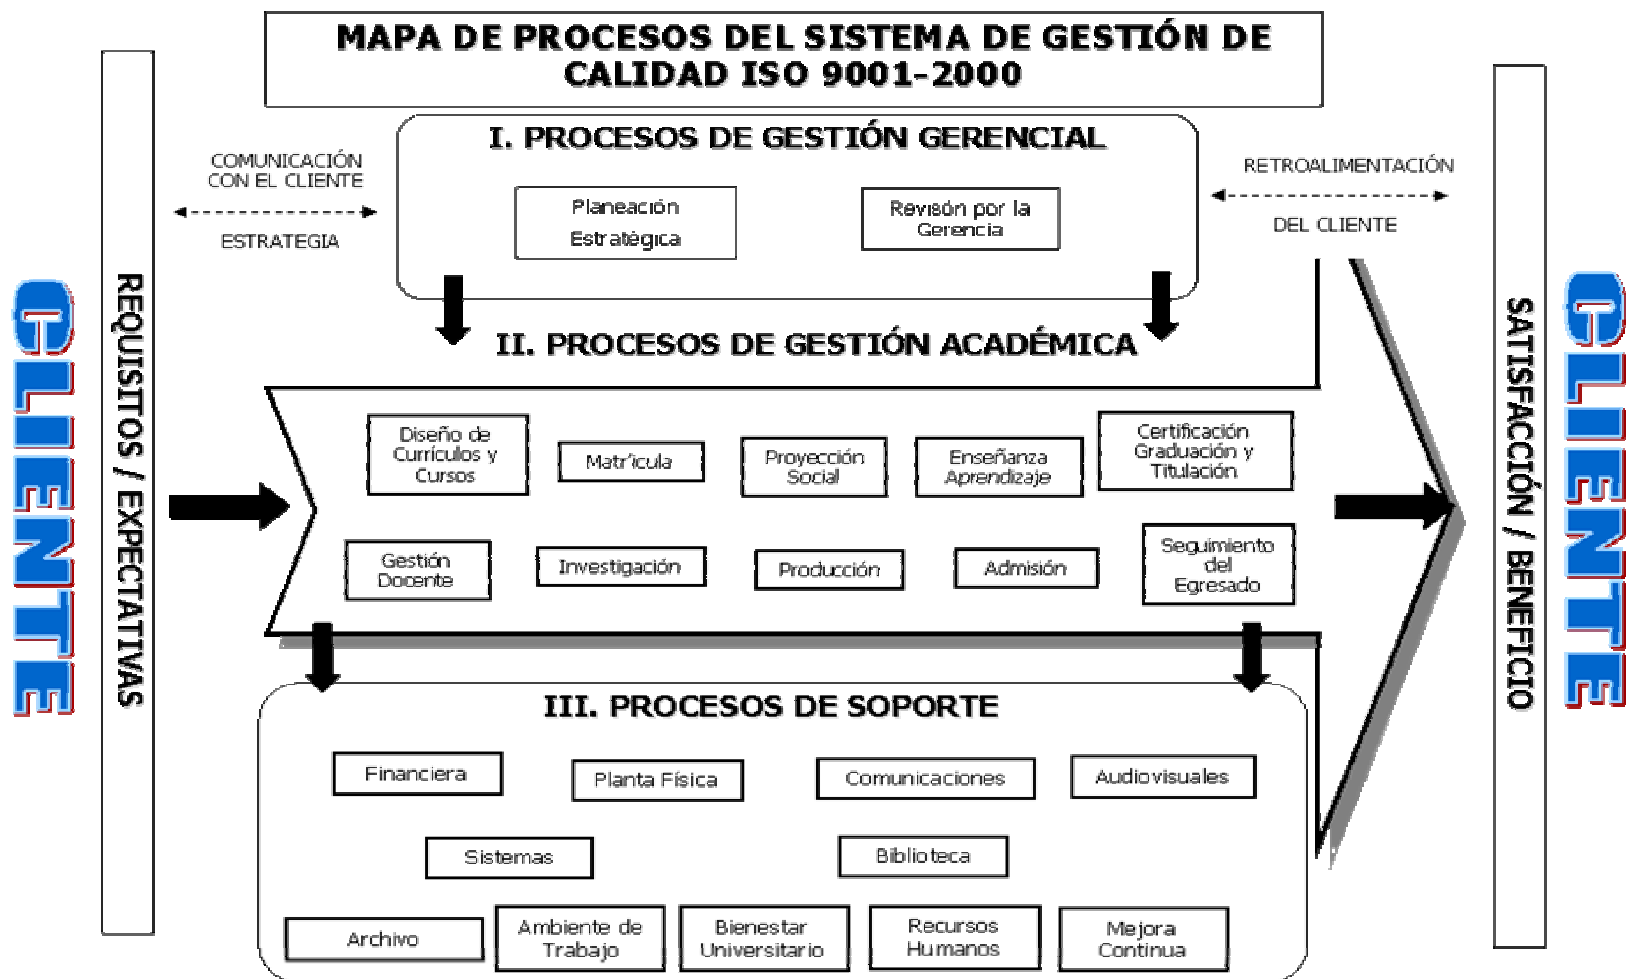 MAPA DE PROCESOS DEL SISTEMA DE GESTIÓN DE
CALIDAD ISO 9001-2000
I. PROCESOS DE GESTIÓN GERENCIAL
COMUNICACIÓN
CON EL CLIENTE
ESTRATEGIA
Planeación
Estratégica
Revisón por la
Gerencia
RETROALIMENTACIÓN
DEL CLIENTE
CLIENTE
REQUISITOS / EXPECTATIVAS
II. PROCESOS DE GESTIÓN ACADÉMICA
Diseño de
Currículos y
Cursos
Matrícula
Proyección
Social
Enseñanza
Aprendizaje
Certificación
Graduación y
Titulación
Gestión
Docente
Investigación
Producción
Admisión
Seguimiento
del
Egresado
SATISFACCIÓN / BENEFICIO
CLIENTE
III. PROCESOS DE SOPORTE
Financiera
Planta Física
Comunicaciones
Audiovisuales
Sistemas
Biblioteca
Archivo
Ambiente de
Trabajo
Bienestar
Universitario
Recursos
Humanos
Mejora
Continua